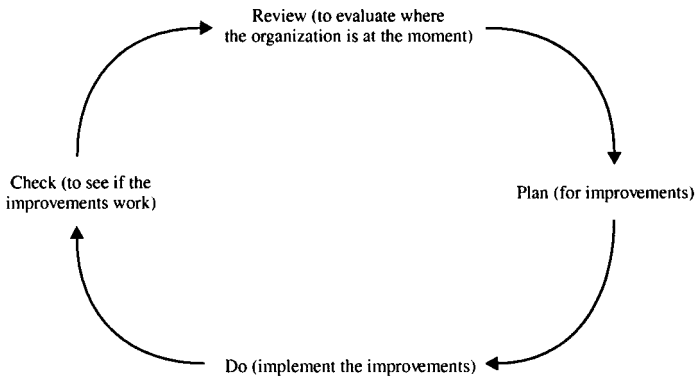 Review (to evaluate where
the organization is at the moment)
Plan (for improvements)
Do (implement the improvements)
Check (to see if the
improvements work)